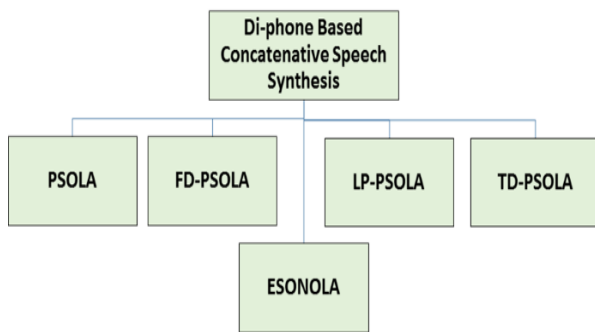 Di-phone Based
Concatenative Speech
Synthesis
PSOLA
FD-PSOLA
LP-PSOLA
TD-PSOLA
ESONOLA